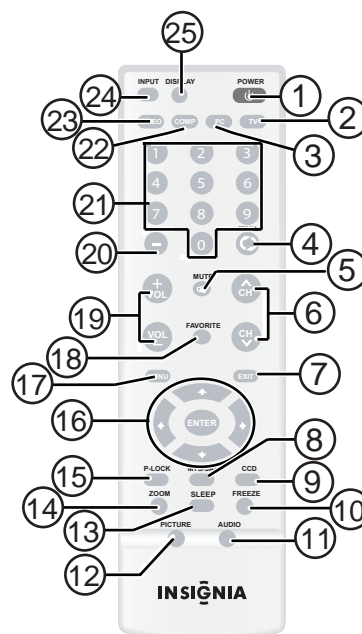 25
INPUT DISPLAY POWER
24 1
23 COMP PC TV 2
22 3
1 2 3
4 5 6
21
7 8 9
20 0 4
MUTE 5
+ VOL CH
19 6
VOL CH
18 FAVORITE
17 EXIT 7
16 ENTER
8
15 P-LOCK CCD 9
14 ZOOM SLEEP FREEZE 10
13
PICTURE AUDIO
12 11
INSIGNIA